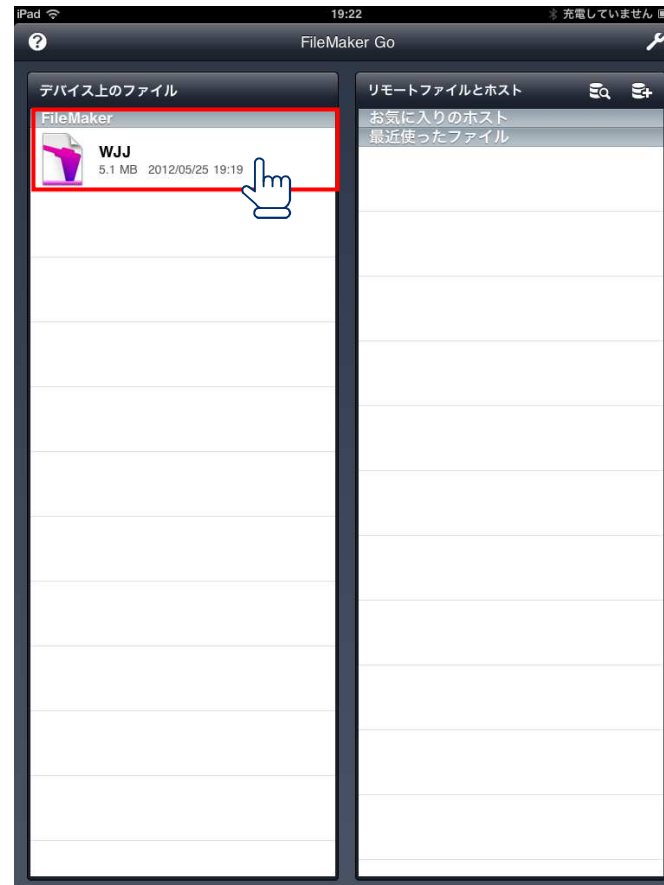 iPad 19:22 充電していません
FileMaker Go
デバイス上のファイル
FileMaker
WJJ
5.1 MB 2012/05/25 19:19
リモートファイルとホスト
お気に入りのホスト
最近使ったファイル